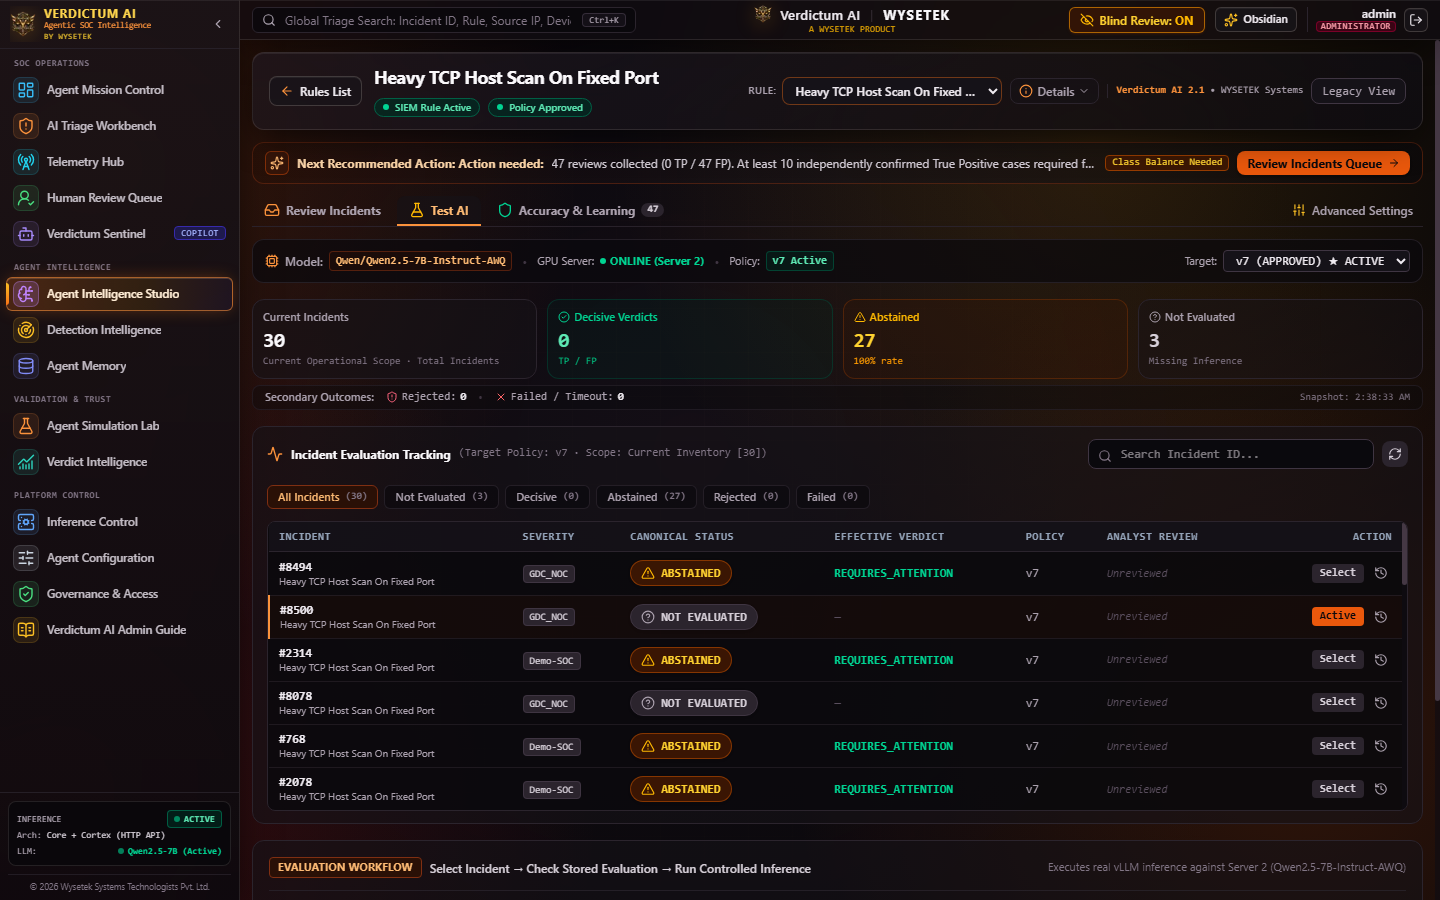 VERDICTUM AI
Agentic SOC Intelligence
BY WYSETEK
Global Triage Search: Incident ID, Rule, Source IP, Devi
Ctrl+K
Verdictum AI
WYSETEK
A WYSETEK PRODUCT
Blind Review: ON
Obsidian
admin
ADMINISTRATOR
SOC OPERATIONS
Agent Mission Control
AI Triage Workbench
Telemetry Hub
Human Review Queue
Verdictum Sentinel
COPILOT
AGENT INTELLIGENCE
Agent Intelligence Studio
Detection Intelligence
Agent Memory
VALIDATION & TRUST
Agent Simulation Lab
Verdict Intelligence
PLATFORM CONTROL
Inference Control
Agent Configuration
Governance & Access
Verdictum AI Admin Guide
INFERENCE
ACTIVE
Arch: Core + Cortex (HTTP API)
LLM: Qwen2.5-7B (Active)
© 2026 Wysetek Systems Technologists Pvt. Ltd.
Rules List
Heavy TCP Host Scan On Fixed Port
SIEM Rule Active
Policy Approved
RULE:
Heavy TCP Host Scan On Fixed ...
Details
Verdictum AI 2.1 • WYSETEK Systems
Legacy View
Next Recommended Action: Action needed: 47 reviews collected (0 TP / 47 FP). At least 10 independently confirmed True Positive cases required f...
Class Balance Needed
Review Incidents Queue →
Review Incidents
Test AI
Accuracy & Learning
47
Advanced Settings
Model: Qwen/Qwen2.5-7B-Instruct-AWQ • GPU Server: ● ONLINE (Server 2) • Policy: v7 Active
Target: v7 (APPROVED) ★ ACTIVE
Current Incidents
30
Current Operational Scope · Total Incidents
Decisive Verdicts
0
TP / FP
Abstained
27
100% rate
Not Evaluated
3
Missing Inference
Secondary Outcomes: Rejected: 0 • Failed / Timeout: 0
Snapshot: 2:38:33 AM
Incident Evaluation Tracking (Target Policy: v7 · Scope: Current Inventory [30])
Search Incident ID...
All Incidents (30)
Not Evaluated (3)
Decisive (0)
Abstained (27)
Rejected (0)
Failed (0)
INCIDENT SEVERITY CANONICAL STATUS EFFECTIVE VERDICT POLICY ANALYST REVIEW ACTION
#8494
Heavy TCP Host Scan On Fixed Port
GDC_NOC ABSTAINED REQUIRES_ATTENTION v7 Unreviewed Select
#8500
Heavy TCP Host Scan On Fixed Port
GDC_NOC NOT EVALUATED — v7 Unreviewed Active
#2314
Heavy TCP Host Scan On Fixed Port
Demo-SOC ABSTAINED REQUIRES_ATTENTION v7 Unreviewed Select
#8078
Heavy TCP Host Scan On Fixed Port
GDC_NOC NOT EVALUATED — v7 Unreviewed Select
#768
Heavy TCP Host Scan On Fixed Port
Demo-SOC ABSTAINED REQUIRES_ATTENTION v7 Unreviewed Select
#2078
Heavy TCP Host Scan On Fixed Port
Demo-SOC ABSTAINED REQUIRES_ATTENTION v7 Unreviewed Select
EVALUATION WORKFLOW
Select Incident → Check Stored Evaluation → Run Controlled Inference
Executes real vLLM inference against Server 2 (Qwen2.5-7B-Instruct-AWQ)